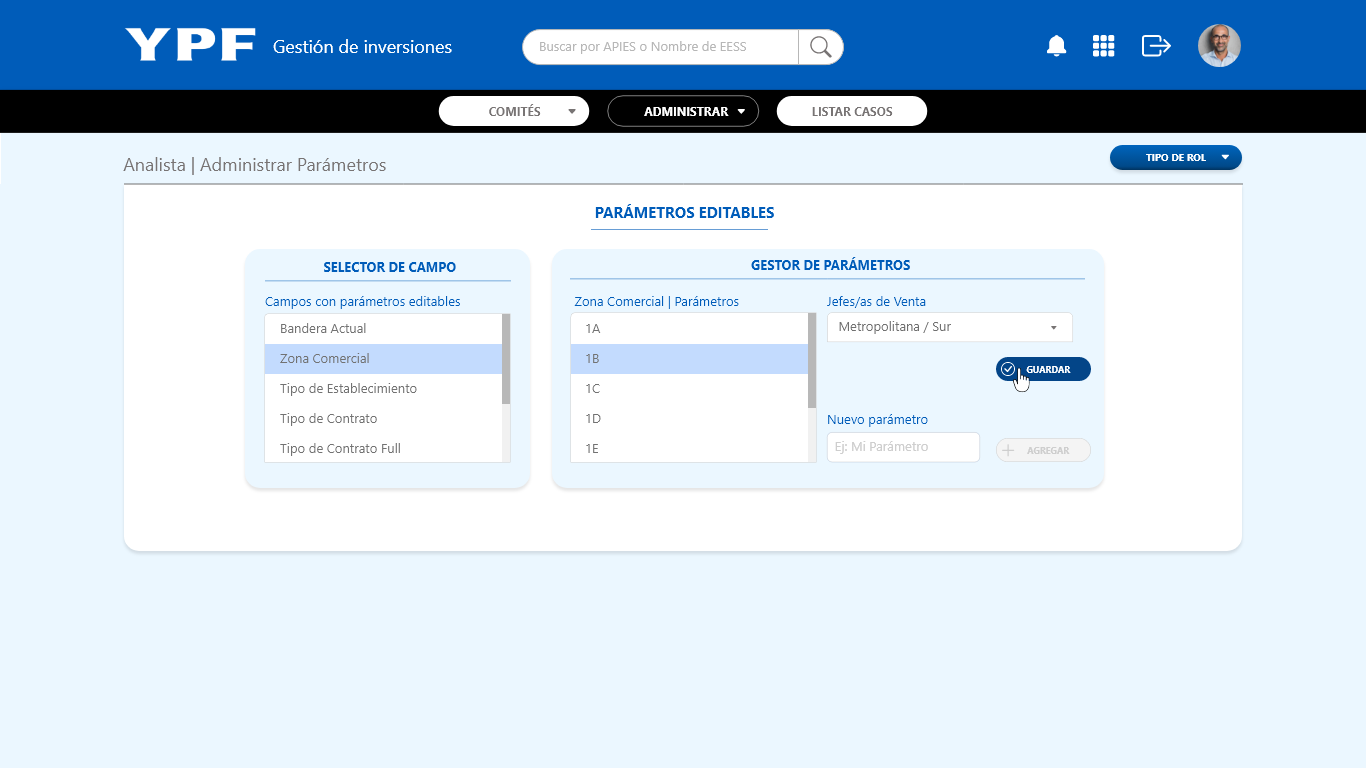 YPF Gestión de inversiones
Buscar por APIES o Nombre de EESS
COMITÉS
ADMINISTRAR
LISTAR CASOS
Analista | Administrar Parámetros
TIPO DE ROL
PARÁMETROS EDITABLES
SELECTOR DE CAMPO
Campos con parámetros editables
Bandera Actual
Zona Comercial
Tipo de Establecimiento
Tipo de Contrato
Tipo de Contrato Full
GESTOR DE PARÁMETROS
Zona Comercial | Parámetros
1A
1B
1C
1D
1E
Jefes/as de Venta
Metropolitana / Sur
GUARDAR
Nuevo parámetro
Ej: Mi Parámetro
AGREGAR